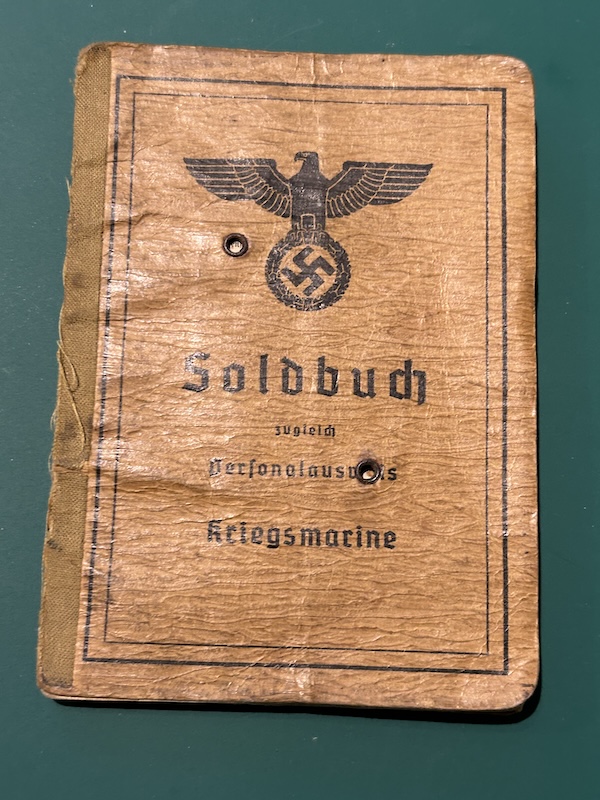 Soldbuch
zugleich
Personalausweis
Kriegsmarine